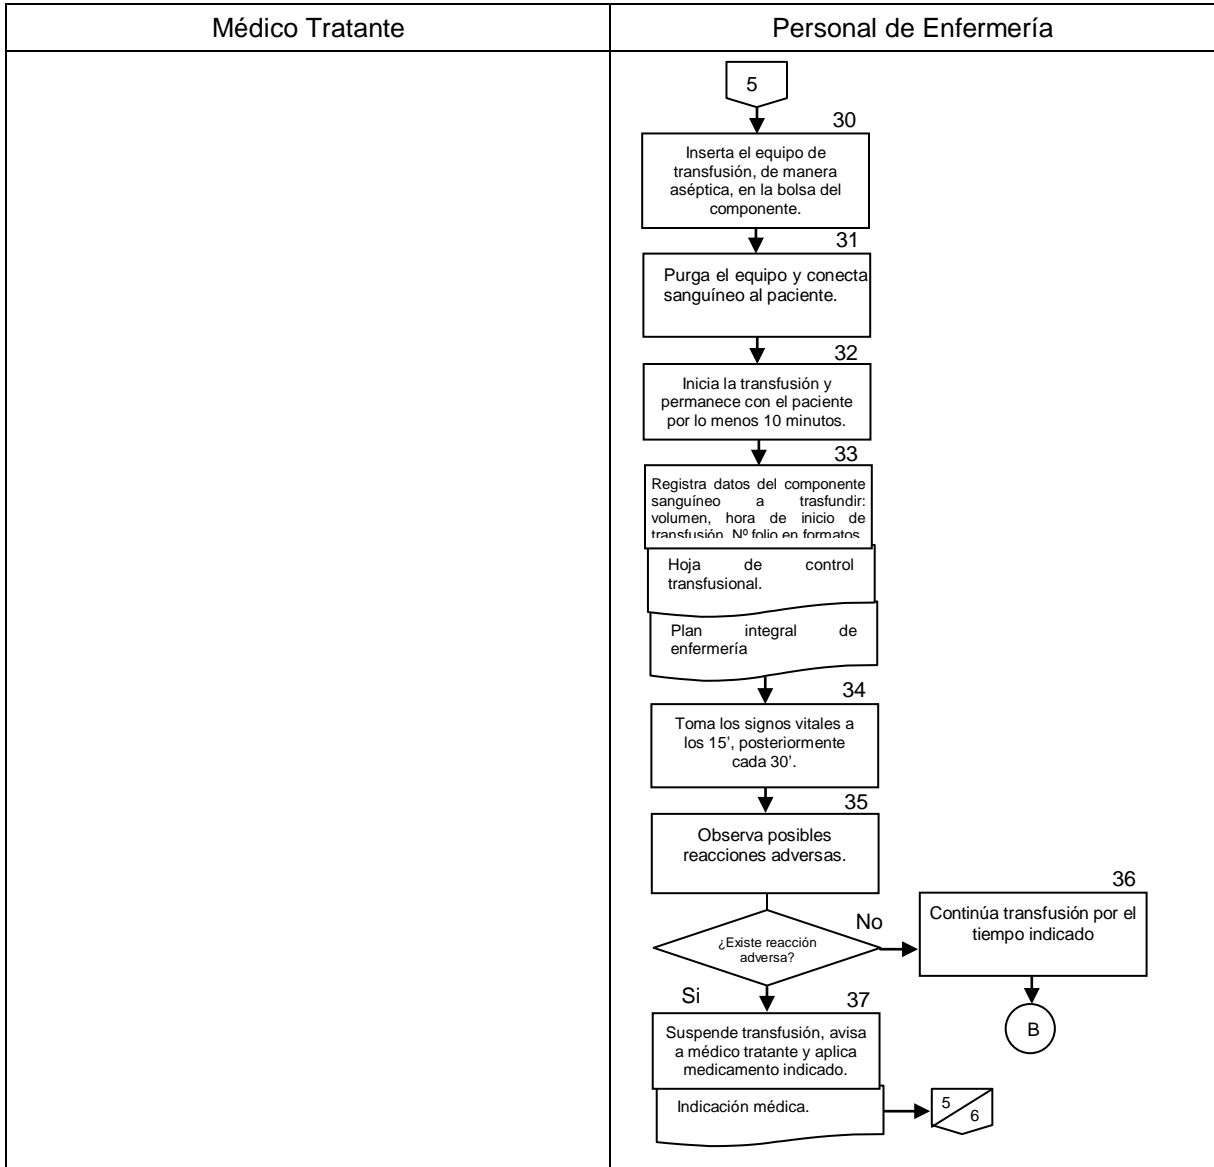 Médico Tratante
Personal de Enfermería
5
30
Inserta el equipo de
transfusión, de manera
aséptica, en la bolsa del
componente.
31
Purga el equipo y conecta
sanguíneo al paciente.
32
Inicia la transfusión y
permanece con el paciente
por lo menos 10 minutos.
33
Registra datos del componente
sanguíneo a trasfundir:
volumen, hora de inicio de
transfusión, Nº folio en formatos
Hoja de control
transfusional.
Plan integral de
enfermería
34
Toma los signos vitales a
los 15’, posteriormente
cada 30’.
35
Observa posibles
reacciones adversas.
¿Existe reacción
adversa?
No
36
Continúa transfusión por el
tiempo indicado
B
Si
37
Suspende transfusión, avisa
a médico tratante y aplica
medicamento indicado.
Indicación médica.
5
6